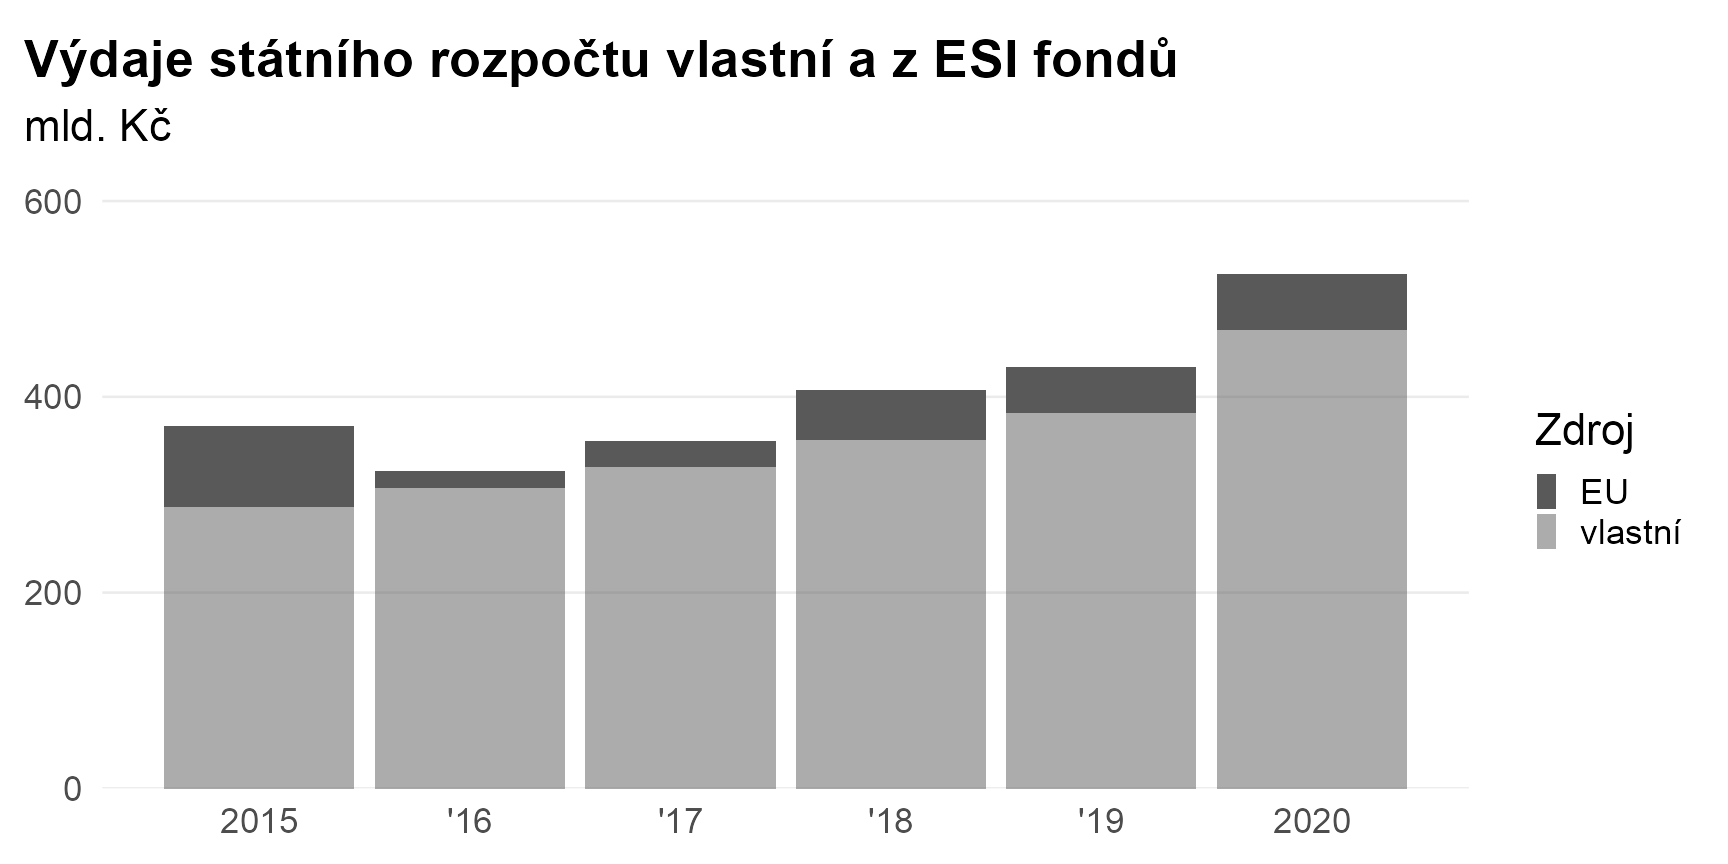 Výdaje státního rozpočtu vlastní a z ESI fondů
mld. Kč
600
400
200
0
2015
'16
'17
'18
'19
2020
Zdroj
EU
vlastní